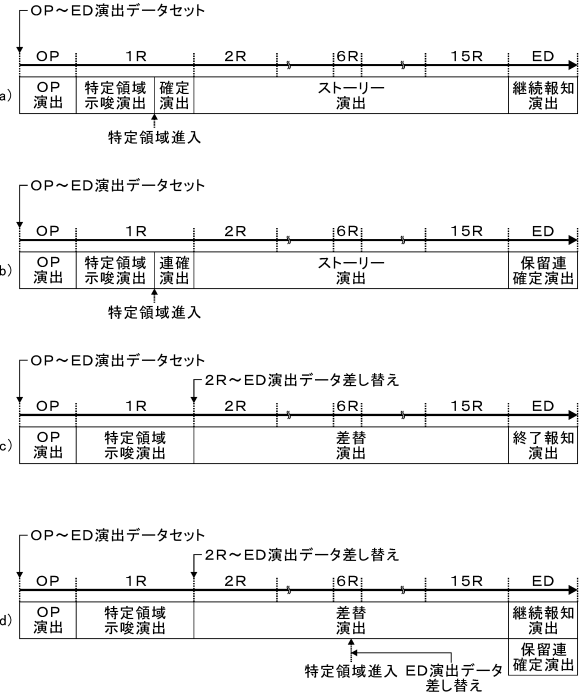 OP～ED演出データセット
OP 1R 2R 6R 15R ED
a)
OP演出
特定領域示唆演出
確定演出
ストーリー演出
継続報知演出
特定領域進入
OP～ED演出データセット
OP 1R 2R 6R 15R ED
b)
OP演出
特定領域示唆演出
連確演出
ストーリー演出
保留連確定演出
特定領域進入
OP～ED演出データセット
2R～ED演出データ差し替え
OP 1R 2R 6R 15R ED
c)
OP演出
特定領域示唆演出
差替演出
終了報知演出
OP～ED演出データセット
2R～ED演出データ差し替え
OP 1R 2R 6R 15R ED
d)
OP演出
特定領域示唆演出
差替演出
継続報知演出
保留連確定演出
特定領域進入
ED演出データ差し替え